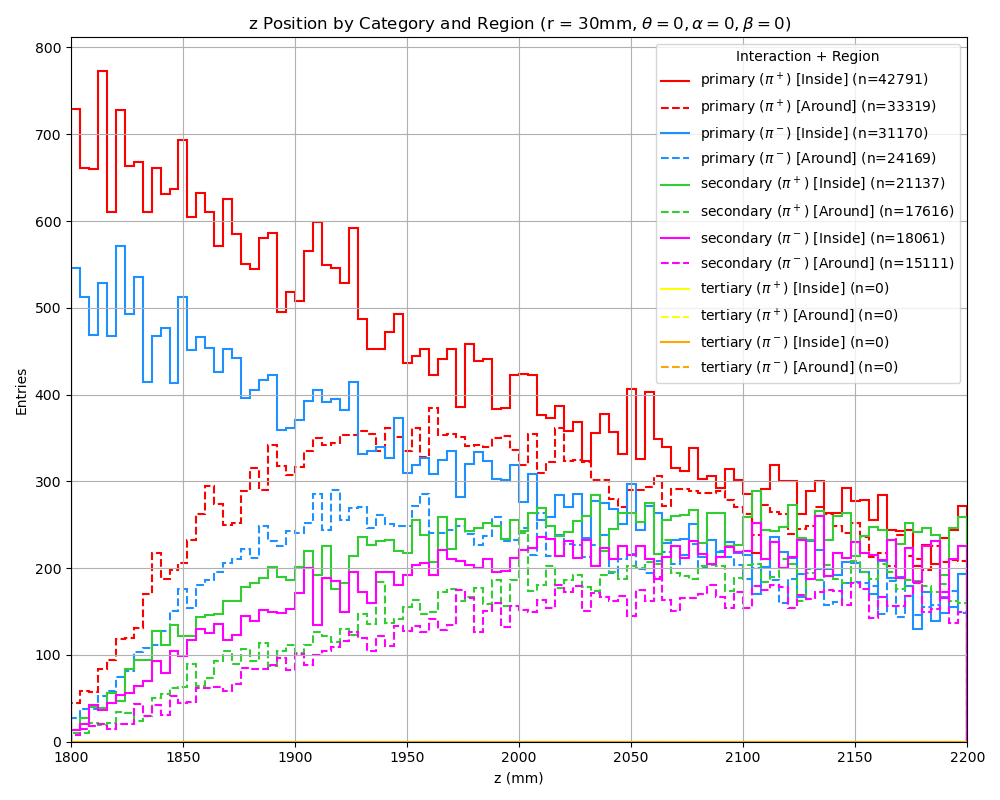 z Position by Category and Region (r = 30mm, θ = 0, α = 0, β = 0)
Interaction + Region
primary (π⁺) [Inside] (n=42791)
primary (π⁺) [Around] (n=33319)
primary (π⁻) [Inside] (n=31170)
primary (π⁻) [Around] (n=24169)
secondary (π⁺) [Inside] (n=21137)
secondary (π⁺) [Around] (n=17616)
secondary (π⁻) [Inside] (n=18061)
secondary (π⁻) [Around] (n=15111)
tertiary (π⁺) [Inside] (n=0)
tertiary (π⁺) [Around] (n=0)
tertiary (π⁻) [Inside] (n=0)
tertiary (π⁻) [Around] (n=0)
Entries
800
700
600
500
400
300
200
100
0
1800 1850 1900 1950 2000 2050 2100 2150 2200
z (mm)